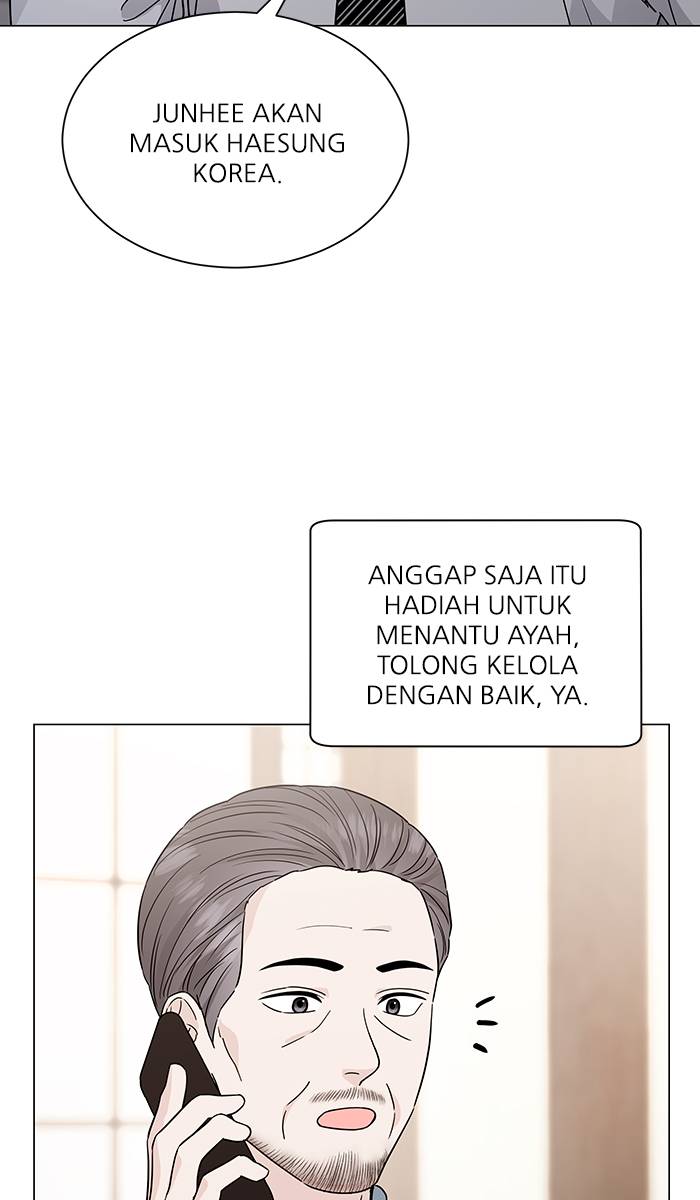 JUNHEE AKAN
MASUK HAESUNG
KOREA.
ANGGAP SAJA ITU
HADIAH UNTUK
MENANTU AYAH,
TOLONG KELOLA
DENGAN BAIK, YA.